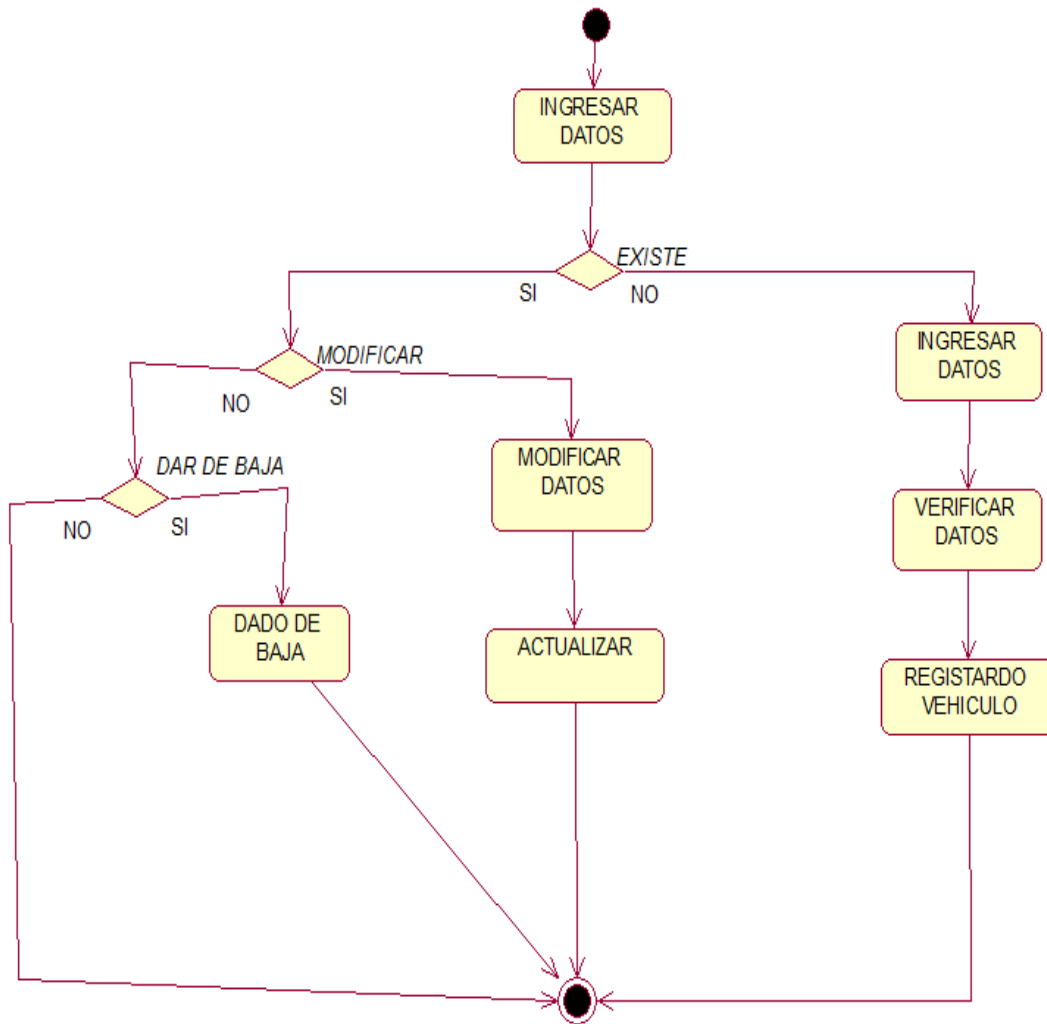 INGRESAR
DATOS
EXISTE
SI
NO
MODIFICAR
NO
SI
INGRESAR
DATOS
DAR DE BAJA
NO
SI
MODIFICAR
DATOS
VERIFICAR
DATOS
DADO DE
BAJA
ACTUALIZAR
REGISTARDO
VEHICULO